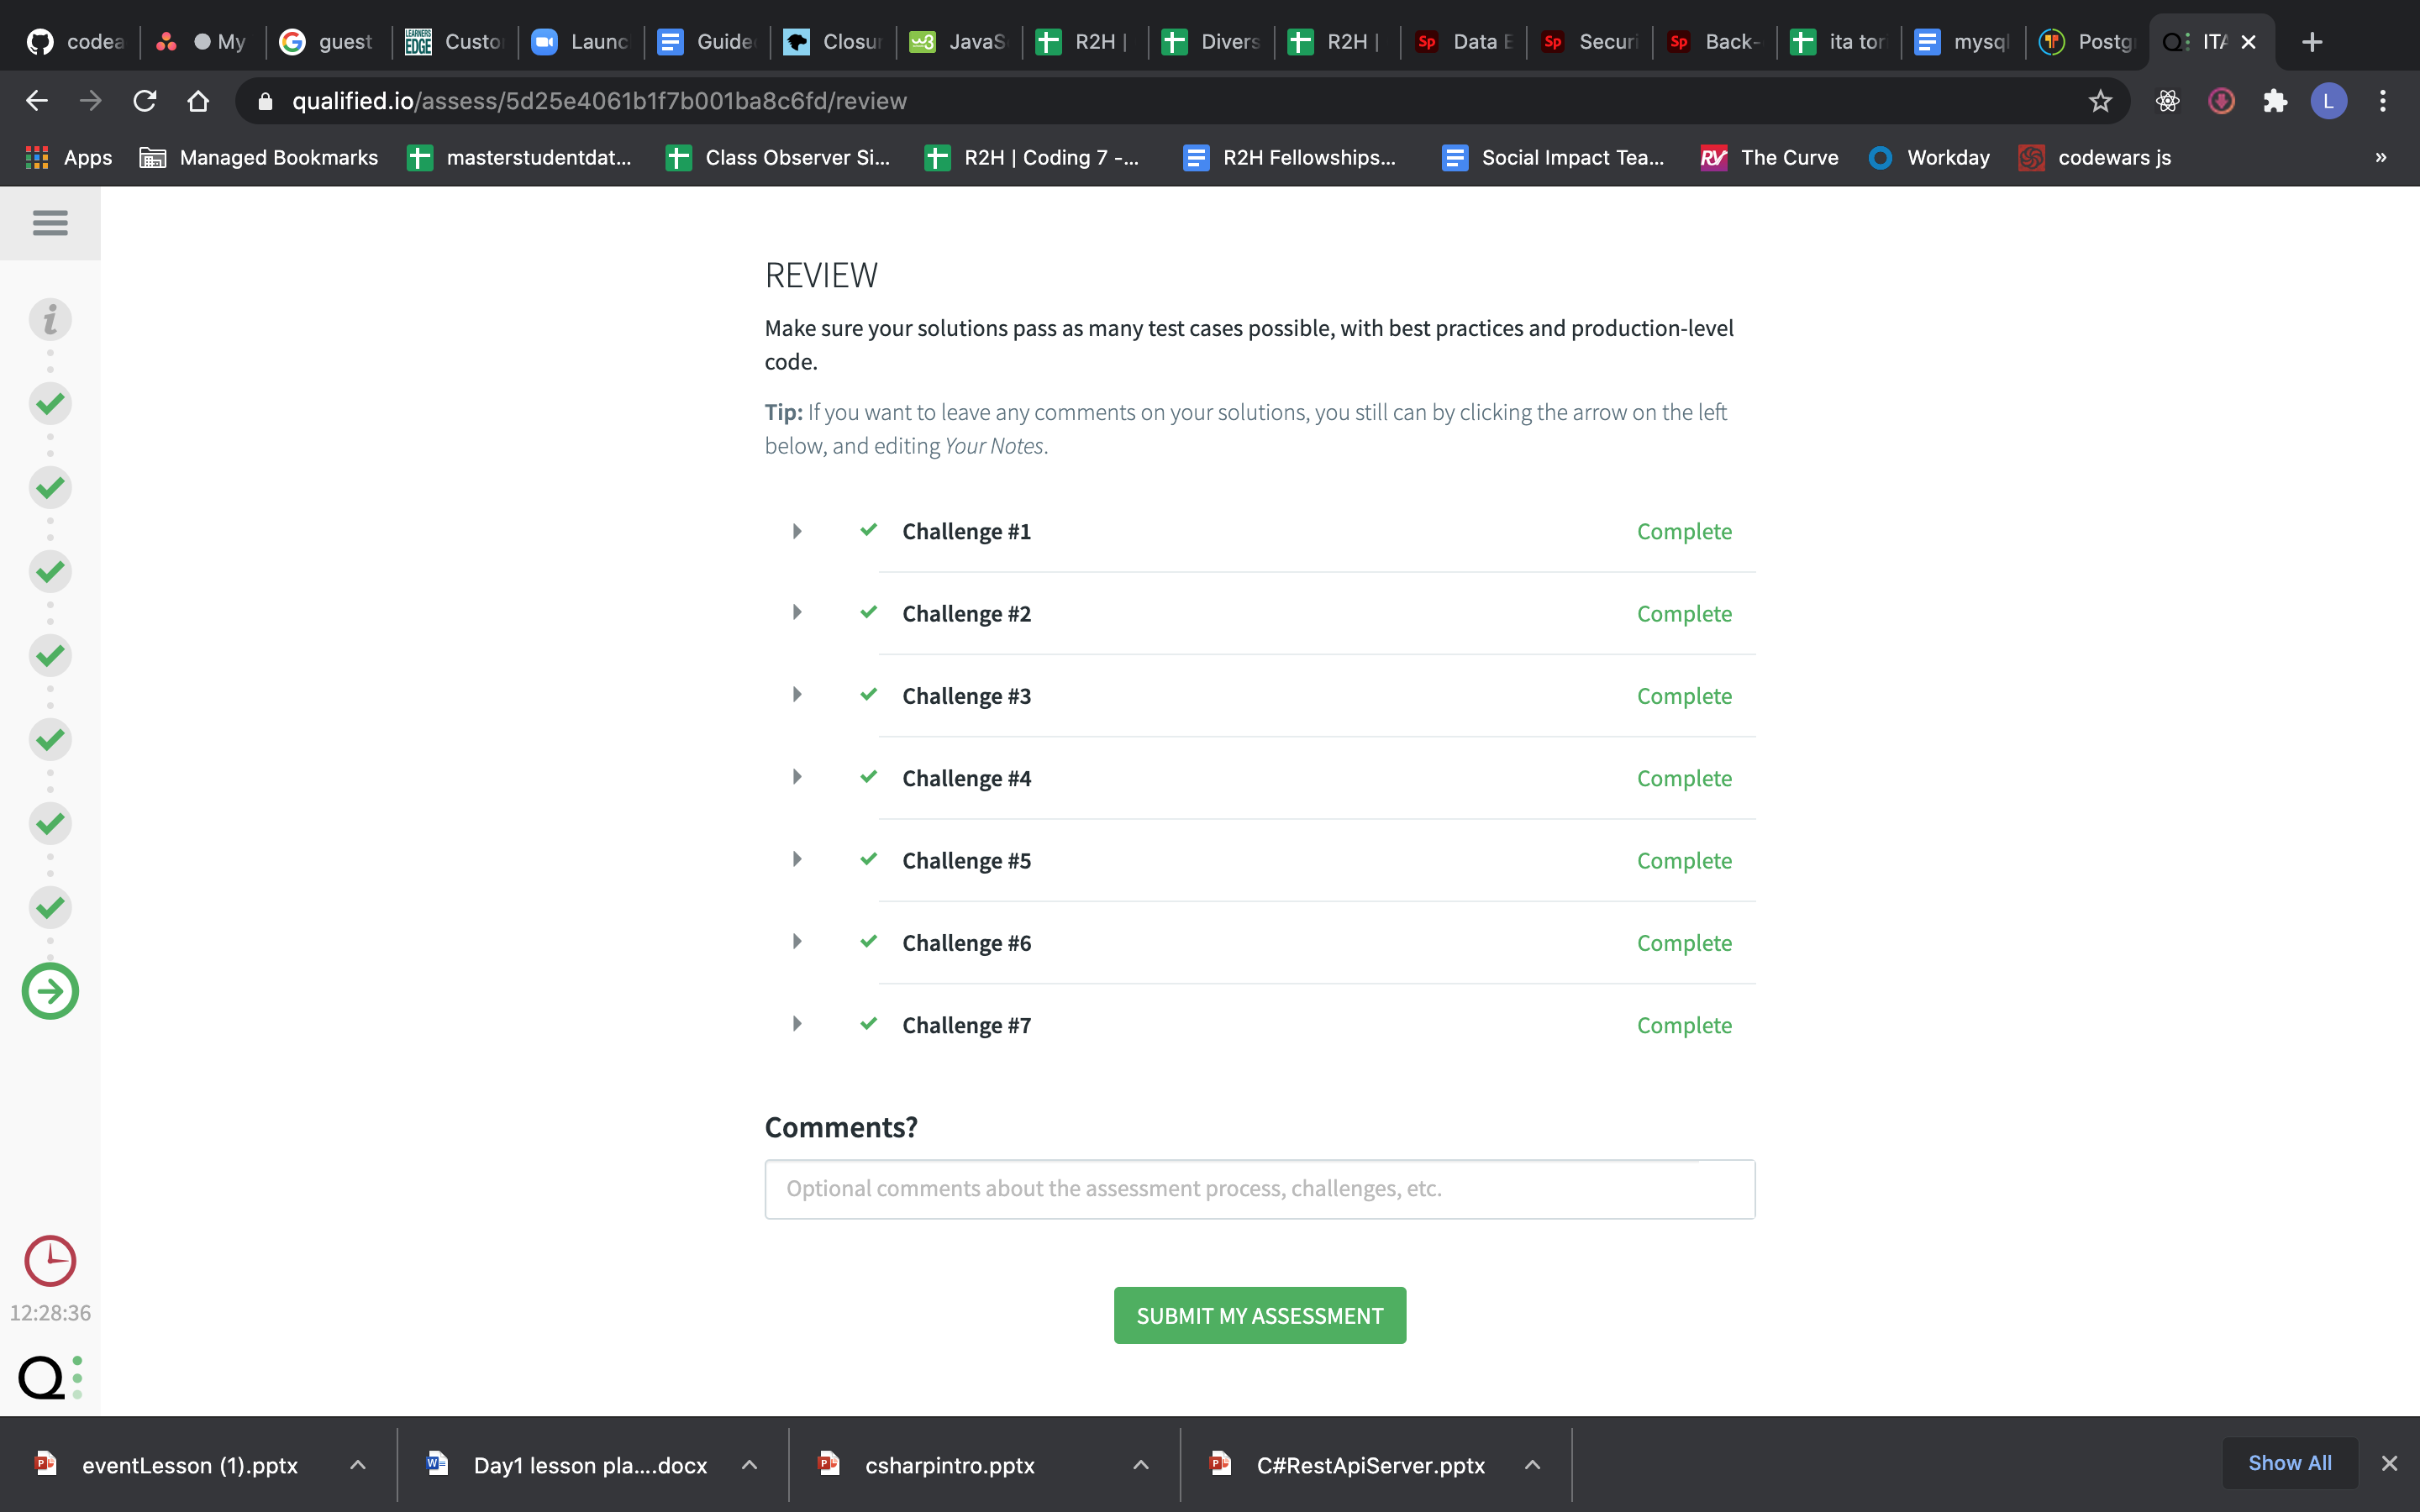 codea
My
guest
LEARNERS EDGE
Custo
Launc
Guide
Closur
w3
JavaS
R2H |
Divers
R2H |
Sp
Data E
Sp
Securi
Sp
Back-
ita tor
mysql
Postg
ITA
qualified.io/assess/5d25e4061b1f7b001ba8c6fd/review
L
Apps
Managed Bookmarks
masterstudentdat...
Class Observer Si...
R2H | Coding 7 -...
R2H Fellowships...
Social Impact Tea...
RV
The Curve
Workday
codewars js
»
REVIEW
Make sure your solutions pass as many test cases possible, with best practices and production-level
code.
Tip: If you want to leave any comments on your solutions, you still can by clicking the arrow on the left
below, and editing Your Notes.
Challenge #1 Complete
Challenge #2 Complete
Challenge #3 Complete
Challenge #4 Complete
Challenge #5 Complete
Challenge #6 Complete
Challenge #7 Complete
Comments?
Optional comments about the assessment process, challenges, etc.
SUBMIT MY ASSESSMENT
12:28:36
eventLesson (1).pptx
Day1 lesson pla....docx
csharpintro.pptx
C#RestApiServer.pptx
Show All